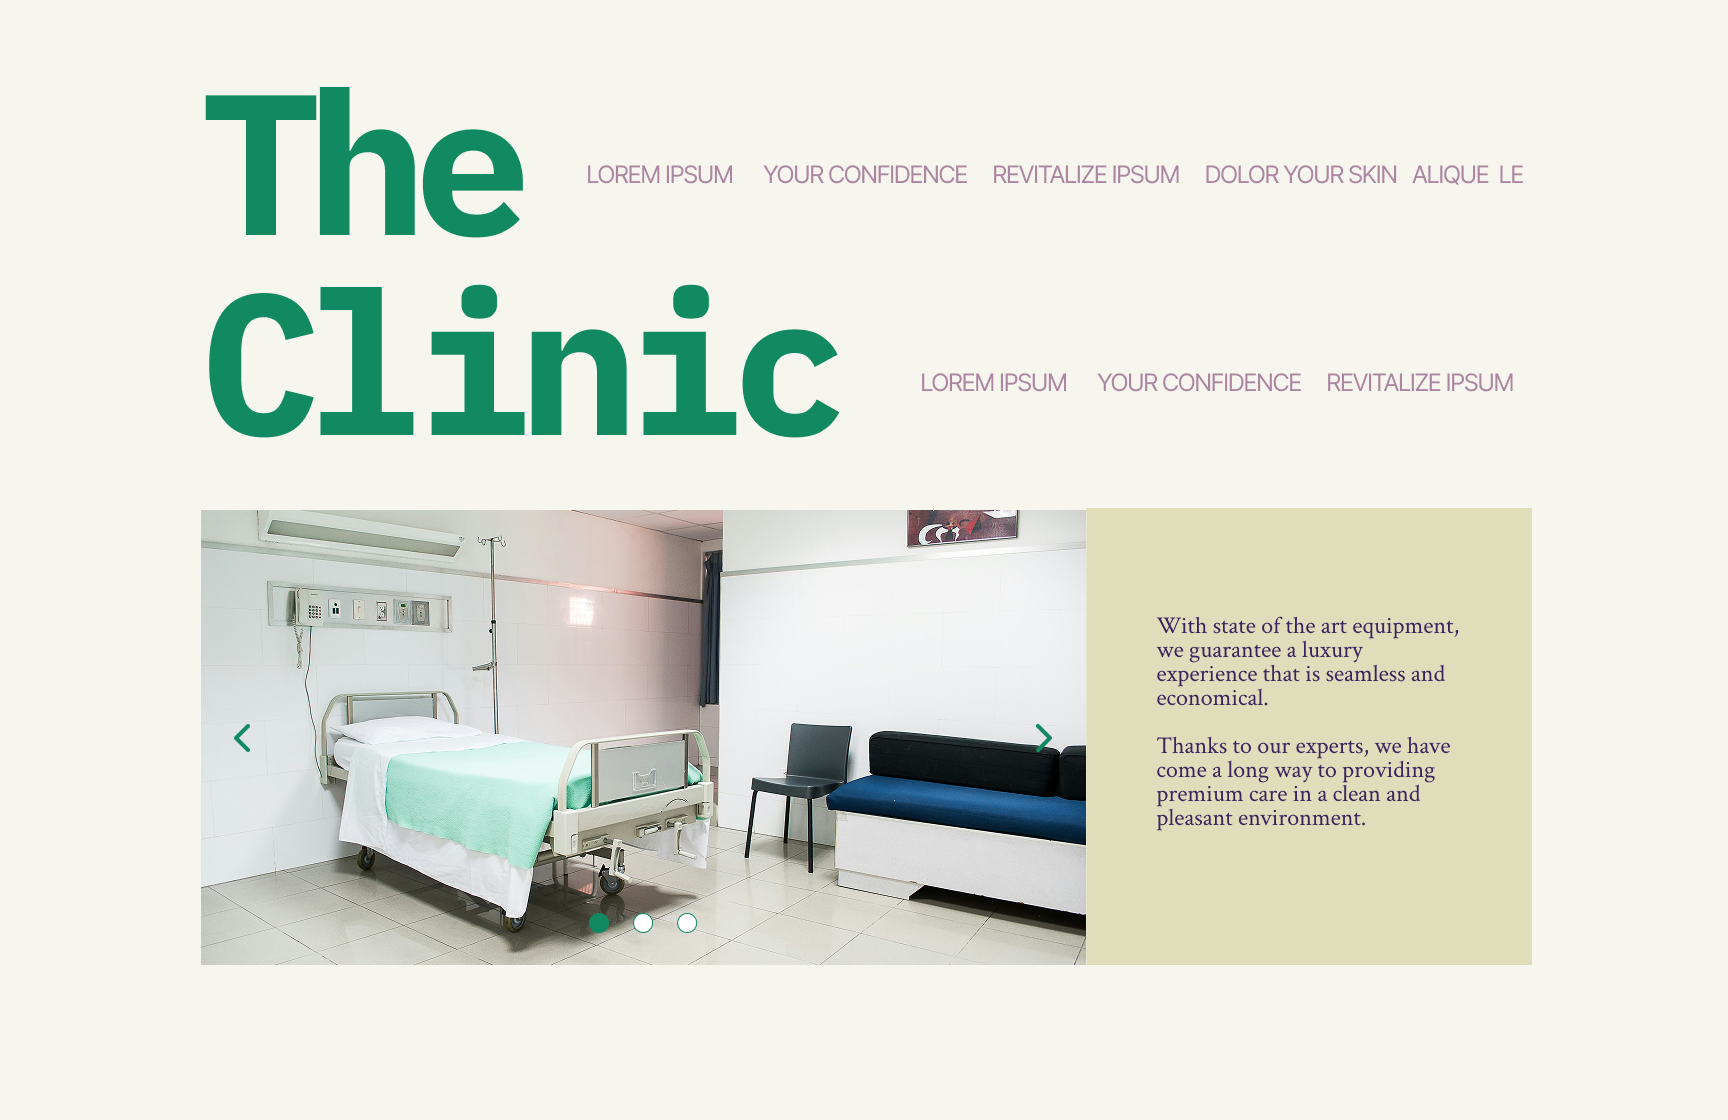 The
LOREM IPSUM YOUR CONFIDENCE REVITALIZE IPSUM DOLOR YOUR SKIN ALIQUE LE
Clinic
LOREM IPSUM YOUR CONFIDENCE REVITALIZE IPSUM
With state of the art equipment,
we guarantee a luxury
experience that is seamless and
economical.
Thanks to our experts, we have
come a long way to providing
premium care in a clean and
pleasant environment.